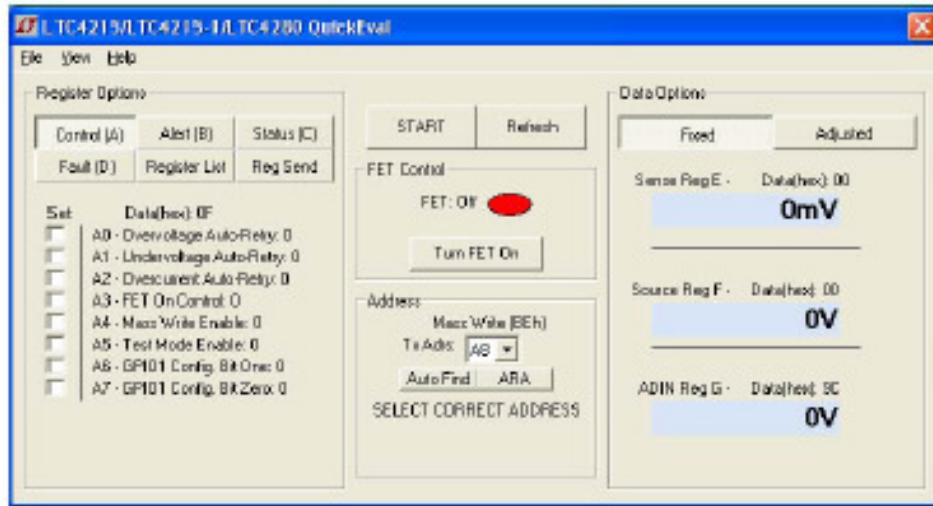 LTC4215/LTC4215-1/LTC4280 QuickEval
File View Help
Register Options
Control (A) Alert (B) Status (C)
Fault (D) Register List Reg Send
Set Data(hex): 0F
A0 - Overvoltage Auto-Retry: 0
A1 - Undervoltage Auto-Retry: 0
A2 - Overcurrent Auto-Retry: 0
A3 - FET On Control: 0
A4 - Mass Write Enable: 0
A5 - Test Mode Enable: 0
A6 - GPIO1 Config. Bit One: 0
A7 - GPIO1 Config. Bit Zero: 0
START Refresh
FET Control
FET: Off
Turn FET On
Address
Mass Write (BEh)
Tx Adrs: A8
Auto Find ARA
SELECT CORRECT ADDRESS
Data Options
Fixed Adjusted
Sense Reg E - Data(hex): 00
0mV
Source Reg F - Data(hex): 00
0V
ADIN Reg G - Data(hex): 9C
0V